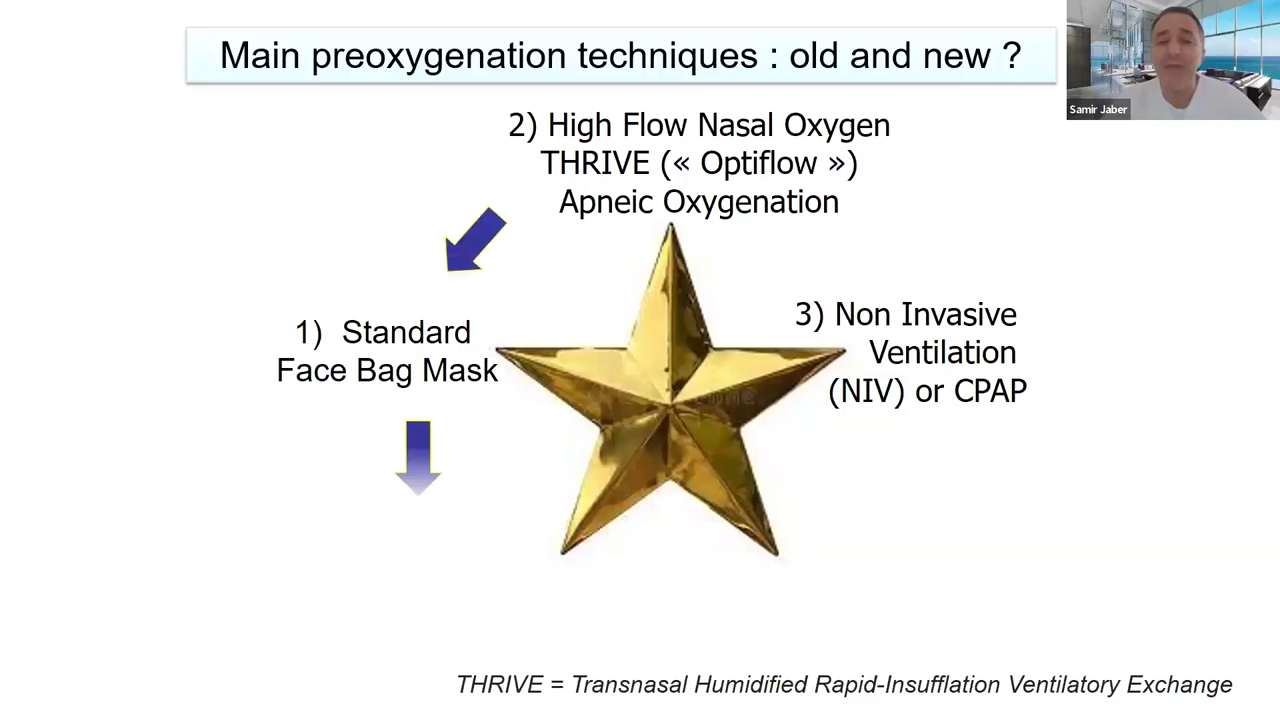 Main preoxygenation techniques : old and new ?
Samir Jaber
2) High Flow Nasal Oxygen
THRIVE (« Optiflow »)
Apneic Oxygenation
1) Standard
Face Bag Mask
3) Non Invasive
Ventilation
(NIV) or CPAP
THRIVE = Transnasal Humidified Rapid-Insufflation Ventilatory Exchange